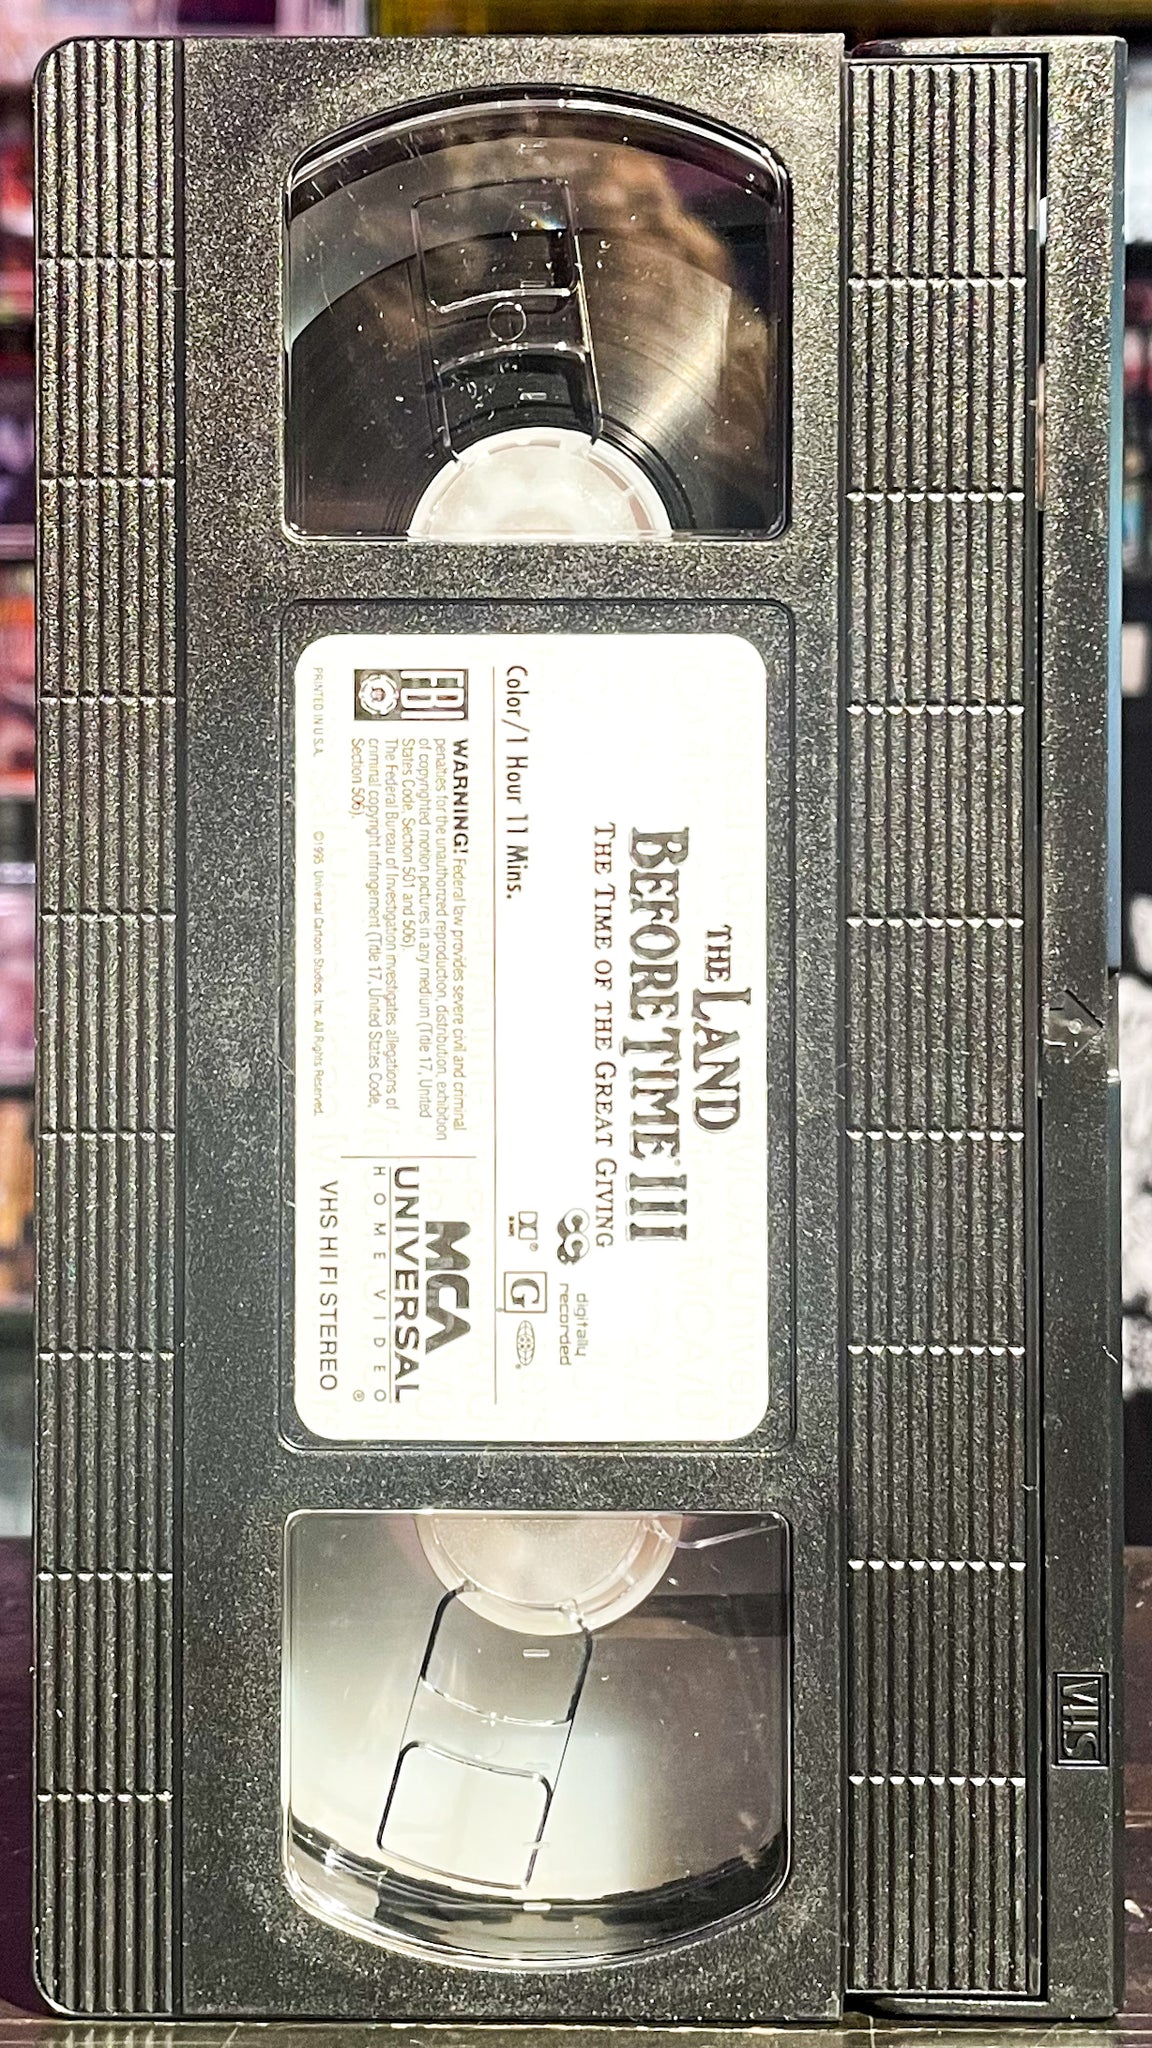 THE LAND
BEFORE TIME III
THE TIME OF THE GREAT GIVING
digitally
recorded
Color/1 Hour 11 Mins.
G
FBI
WARNING! Federal law provides severe civil and criminal
penalties for the unauthorized reproduction, distribution, exhibition
of copyrighted motion pictures in any medium (Title 17, United
States Code, Section 501 and 506).
The Federal Bureau of Investigation investigates allegations of
criminal copyright infringement (Title 17, United States Code,
Section 506).
MCA
UNIVERSAL
HOME VIDEO ®
PRINTED IN U.S.A.
©1995 Universal Cartoon Studios, Inc. All Rights Reserved.
VHS HI FI STEREO
VHS